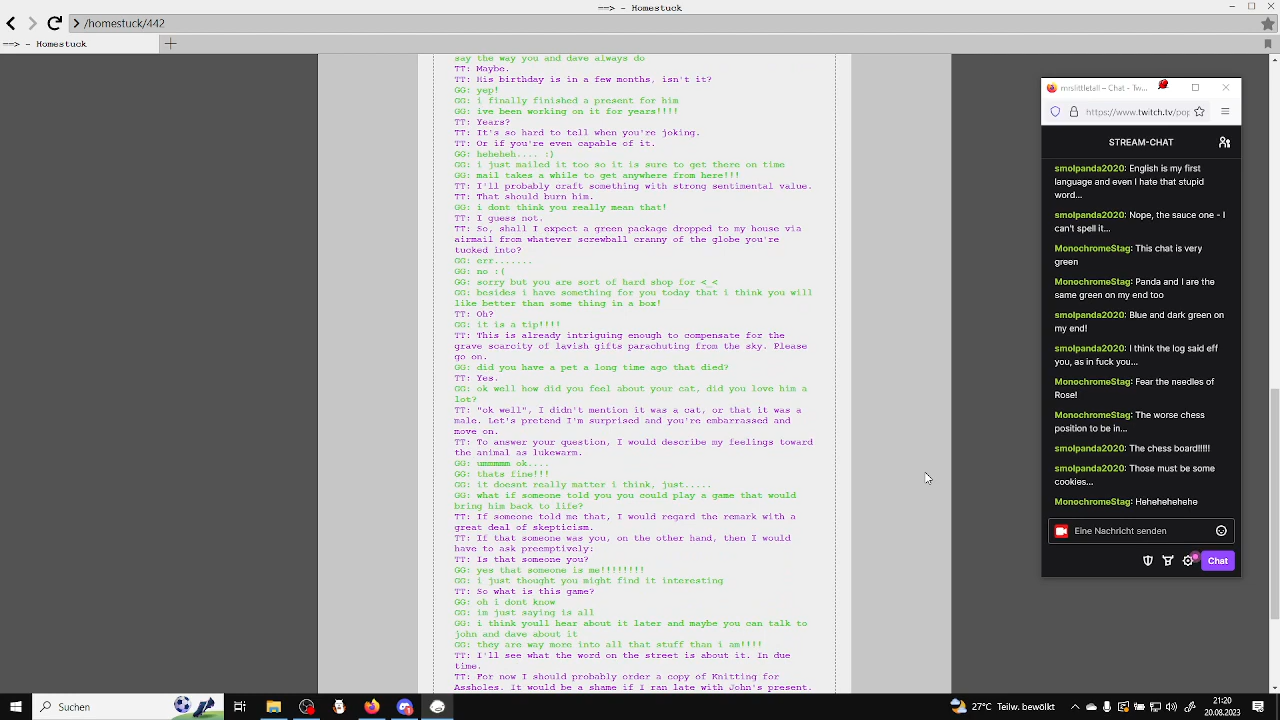 ==> - Homestuck
/homestuck/442
==> - Homestuck
say the way you and dave always do
TT: Maybe.
TT: His birthday is in a few months, isn't it?
GG: yep!
GG: i finally finished a present for him
GG: ive been working on it for years!!!!
TT: Years?
TT: It's so hard to tell when you're joking.
TT: Or if you're even capable of it.
GG: heheheh.... :)
GG: i just mailed it too so it is sure to get there on time
GG: mail takes a while to get anywhere from here!!!
TT: I'll probably craft something with strong sentimental value.
TT: That should burn him.
GG: i dont think you really mean that!
TT: I guess not.
TT: So, shall I expect a green package dropped to my house via
airmail from whatever screwball cranny of the globe you're
tucked into?
GG: err.......
GG: no :(
GG: sorry but you are sort of hard shop for <_<
GG: besides i have something for you today that i think you will
like better than some thing in a box!
TT: Oh?
GG: it is a tip!!!!
TT: This is already intriguing enough to compensate for the
grave scarcity of lavish gifts parachuting from the sky. Please
go on.
GG: did you have a pet a long time ago that died?
TT: Yes.
GG: ok well how did you feel about your cat, did you love him a
lot?
TT: "ok well", I didn't mention it was a cat, or that it was a
male. Let's pretend I'm surprised and you're embarrassed and
move on.
TT: To answer your question, I would describe my feelings toward
the animal as lukewarm.
GG: ummmmm ok....
GG: thats fine!!!
GG: it doesnt really matter i think, just.....
GG: what if someone told you you could play a game that would
bring him back to life?
TT: If someone told me that, I would regard the remark with a
great deal of skepticism.
TT: If that someone was you, on the other hand, then I would
have to ask preemptively:
TT: Is that someone you?
GG: yes that someone is me!!!!!!!!
GG: i just thought you might find it interesting
TT: So what is this game?
GG: oh i dont know
GG: im just saying is all
GG: i think youll hear about it later and maybe you can talk to
john and dave about it
GG: they are way more into all that stuff than i am!!!!
TT: I'll see what the word on the street is about it. In due
time.
TT: For now I should probably order a copy of Knitting for
Assholes. It would be a shame if I ran late with John's present.
mrslittletall – Chat - Tw...
https://www.twitch.tv/pop
STREAM-CHAT
smolpanda2020: English is my first
language and even I hate that stupid
word...
smolpanda2020: Nope, the sauce one - I
can't spell it...
MonochromeStag: This chat is very
green
MonochromeStag: Panda and I are the
same green on my end too
smolpanda2020: Blue and dark green on
my end!
smolpanda2020: I think the log said eff
you, as in fuck you...
MonochromeStag: Fear the needles of
Rose!
MonochromeStag: The worse chess
position to be in...
smolpanda2020: The chess board!!!!!
smolpanda2020: Those must be some
cookies...
MonochromeStag: Hehehehehehe
Eine Nachricht senden
Chat
Suchen
27°C Teilw. bewölkt
21:20
20.08.2023